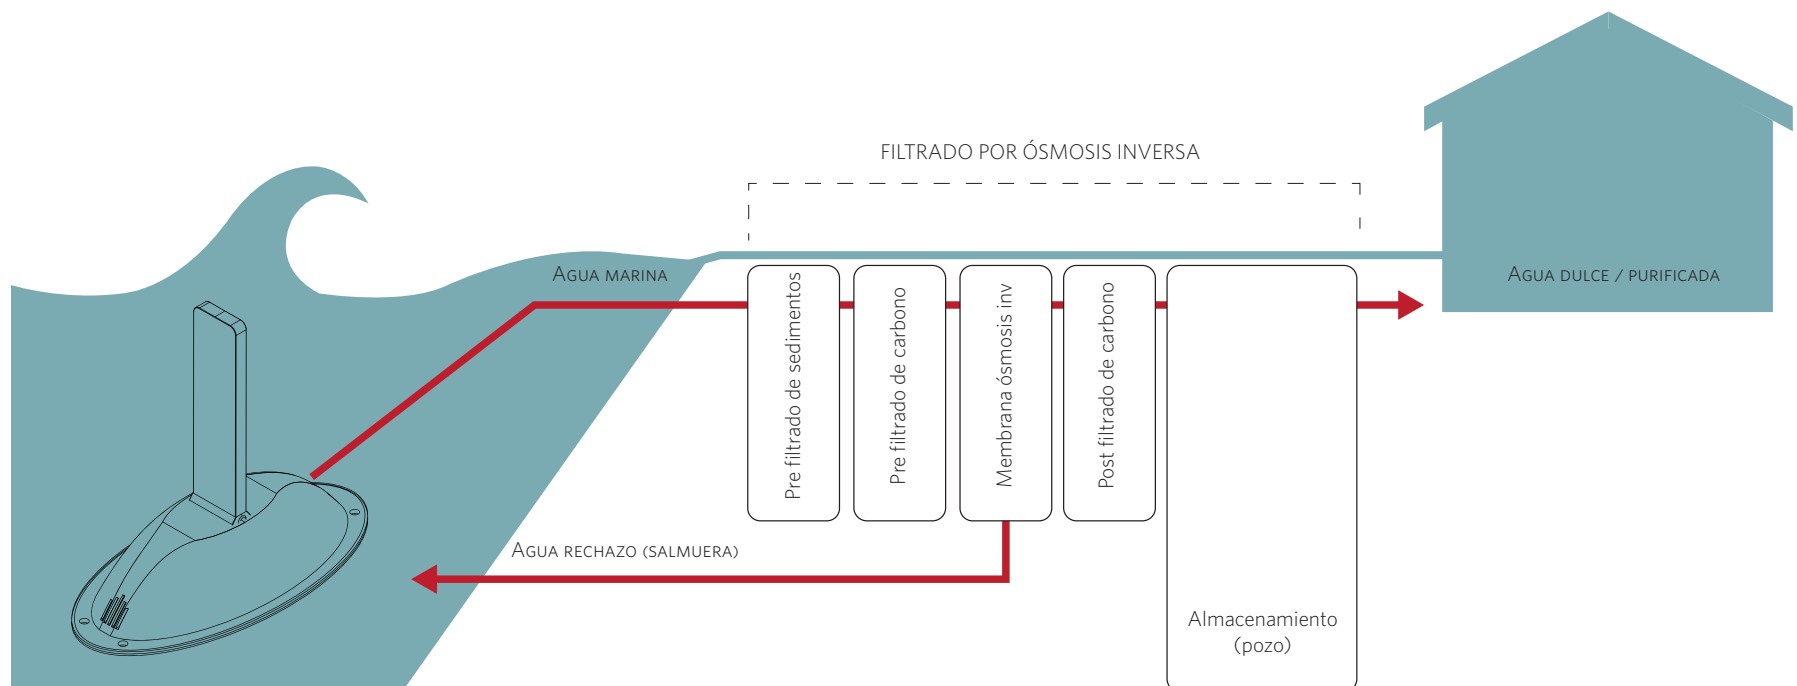 FILTRADO POR ÓSMOSIS INVERSA
AGUA MARINA
Pre filtrado de sedimentos
Pre filtrado de carbono
Membrana ósmosis inv
Post filtrado de carbono
AGUA DULCE / PURIFICADA
AGUA RECHAZO (SALMUERA)
Almacenamiento
(pozo)